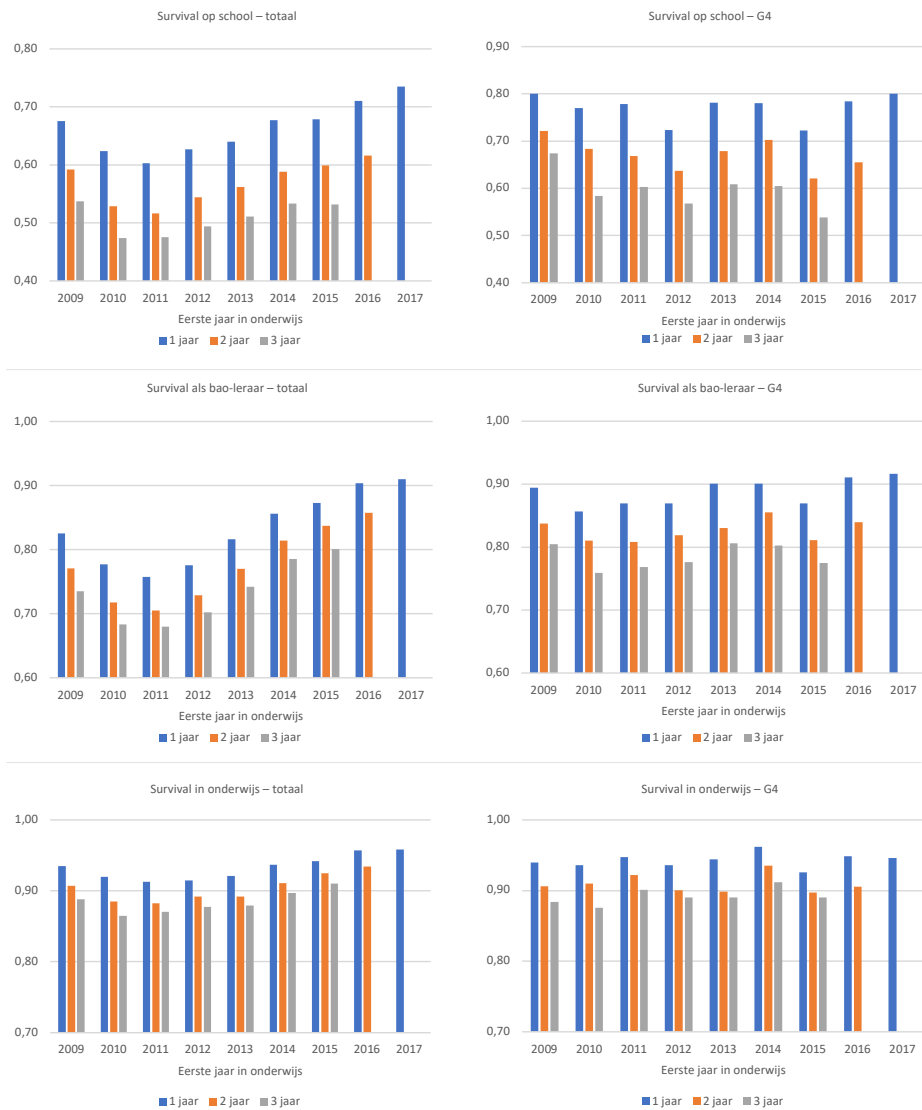 Survival op school – totaal
0,80
0,70
0,60
0,50
0,40
2009 2010 2011 2012 2013 2014 2015 2016 2017
Eerste jaar in onderwijs
1 jaar 2 jaar 3 jaar
Survival op school – G4
0,90
0,80
0,70
0,60
0,50
0,40
2009 2010 2011 2012 2013 2014 2015 2016 2017
Eerste jaar in onderwijs
1 jaar 2 jaar 3 jaar
Survival als bao-leraar – totaal
1,00
0,90
0,80
0,70
0,60
2009 2010 2011 2012 2013 2014 2015 2016 2017
Eerste jaar in onderwijs
1 jaar 2 jaar 3 jaar
Survival als bao-leraar – G4
1,00
0,90
0,80
0,70
0,60
2009 2010 2011 2012 2013 2014 2015 2016 2017
Eerste jaar in onderwijs
1 jaar 2 jaar 3 jaar
Survival in onderwijs – totaal
1,00
0,90
0,80
0,70
2009 2010 2011 2012 2013 2014 2015 2016 2017
Eerste jaar in onderwijs
1 jaar 2 jaar 3 jaar
Survival in onderwijs – G4
1,00
0,90
0,80
0,70
2009 2010 2011 2012 2013 2014 2015 2016 2017
Eerste jaar in onderwijs
1 jaar 2 jaar 3 jaar